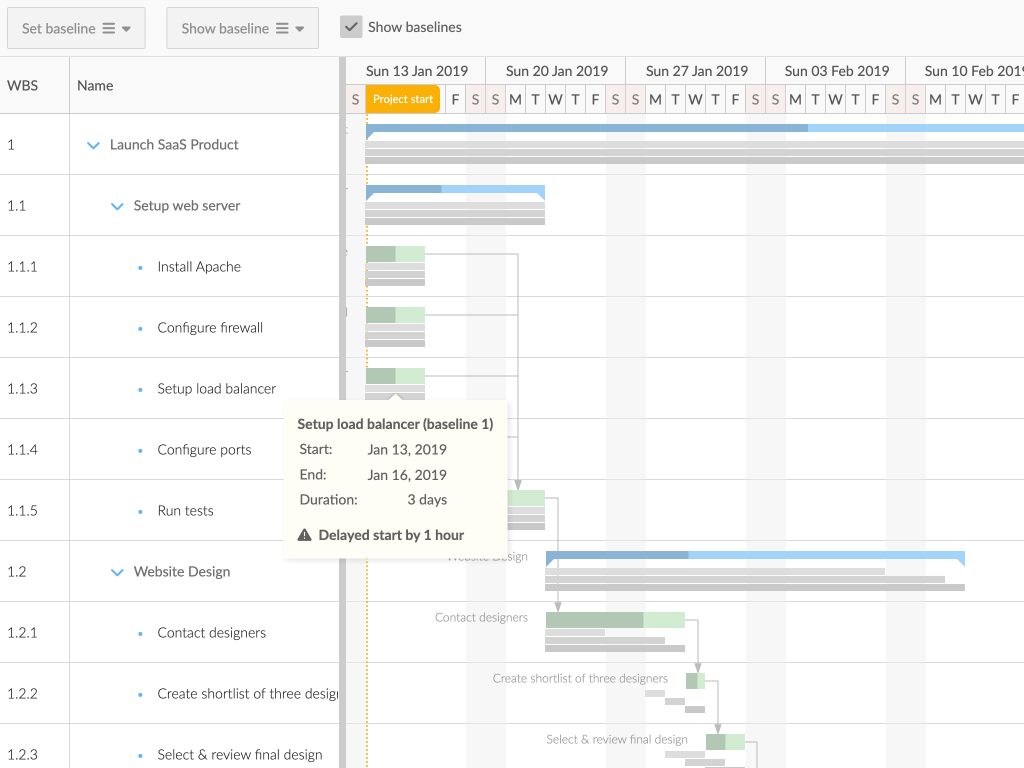 Set baseline
Show baseline
Show baselines
WBS
Name
Sun 13 Jan 2019
Sun 20 Jan 2019
Sun 27 Jan 2019
Sun 03 Feb 2019
Sun 10 Feb 2019
S Project start F S S M T W T F S S M T W T F S S M T W T F S S M T W T F
1 Launch SaaS Product
1.1 Setup web server
1.1.1 Install Apache
1.1.2 Configure firewall
1.1.3 Setup load balancer
1.1.4 Configure ports
1.1.5 Run tests
1.2 Website Design
1.2.1 Contact designers
1.2.2 Create shortlist of three desig
1.2.3 Select & review final design
Setup load balancer (baseline 1)
Start: Jan 13, 2019
End: Jan 16, 2019
Duration: 3 days
Delayed start by 1 hour
Website Design
Contact designers
Create shortlist of three designers
Select & review final design